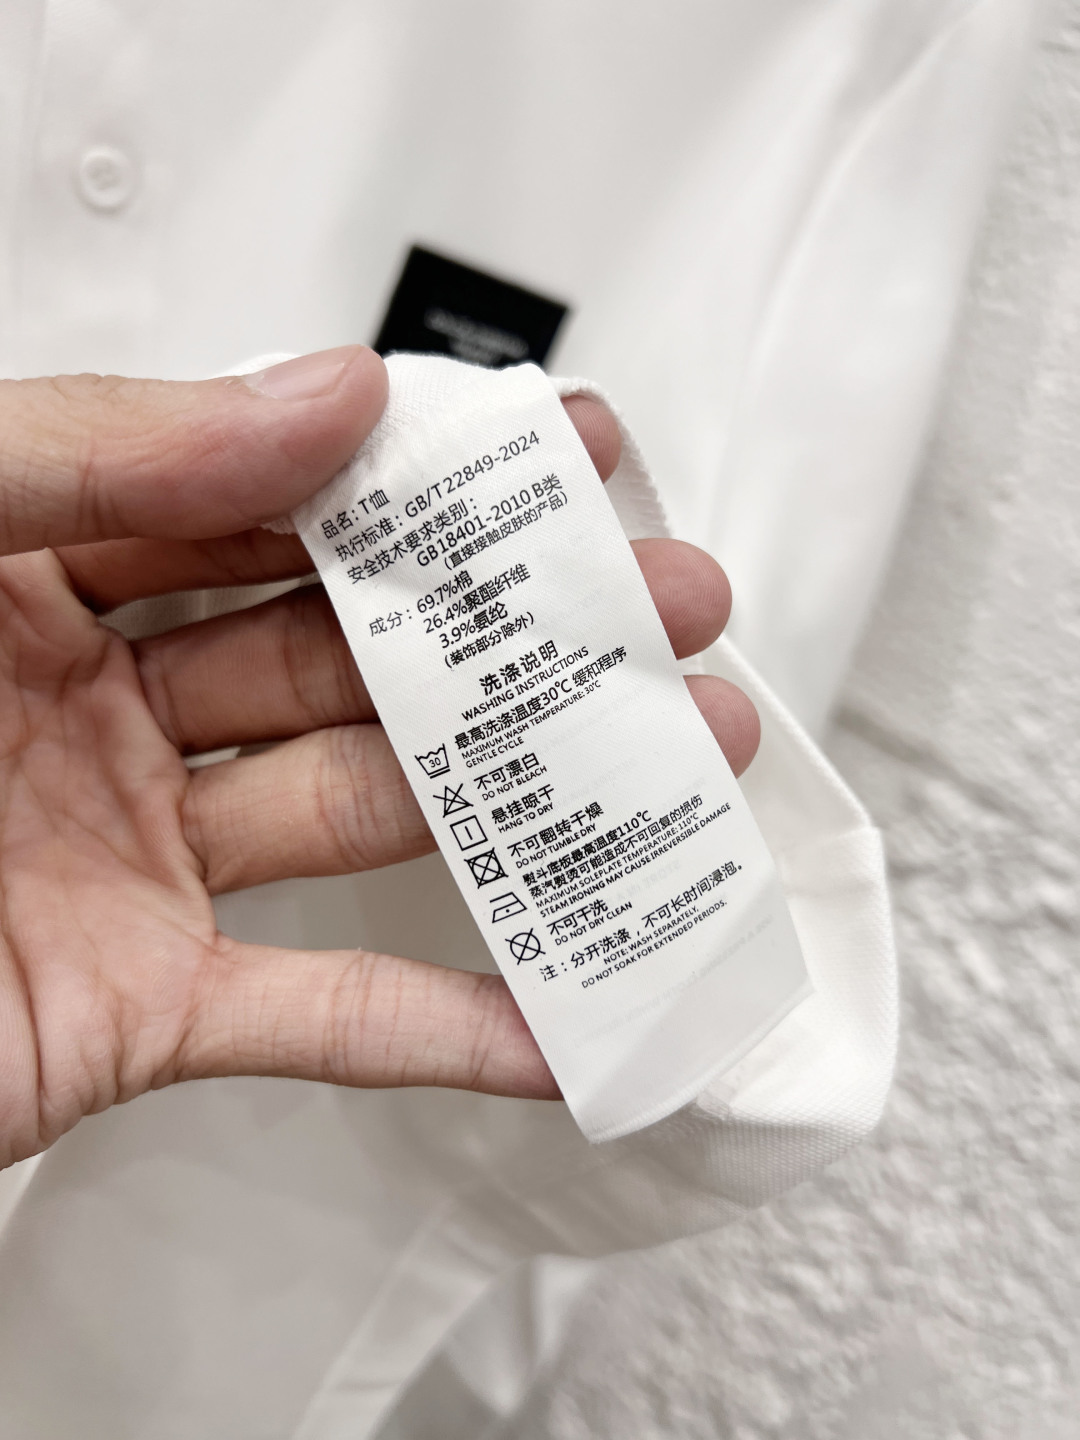 品名: T恤
执行标准: GB/T22849-2024
安全技术要求类别:
GB18401-2010 B类
(直接接触皮肤的产品)
成分: 69.7%棉
26.4%聚酯纤维
3.9%氨纶
(装饰部分除外)
洗涤说明
WASHING INSTRUCTIONS
最高洗涤温度30℃ 缓和程序
MAXIMUM WASH TEMPERATURE: 30℃
GENTLE CYCLE
30
不可漂白
DO NOT BLEACH
悬挂晾干
HANG TO DRY
不可翻转干燥
DO NOT TUMBLE DRY
熨斗底板最高温度110℃
蒸汽熨烫可能造成不可回复的损伤
MAXIMUM SOLEPLATE TEMPERATURE: 110℃
STEAM IRONING MAY CAUSE IRREVERSIBLE DAMAGE
不可干洗
DO NOT DRY CLEAN
注: 分开洗涤，不可长时间浸泡。
NOTE: WASH SEPARATELY.
DO NOT SOAK FOR EXTENDED PERIODS.